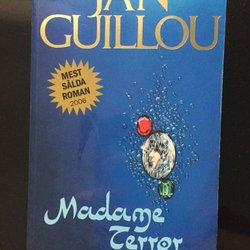 JAN
GUILLOU
MEST
SÅLDA
ROMAN
2006
Madame
Terror